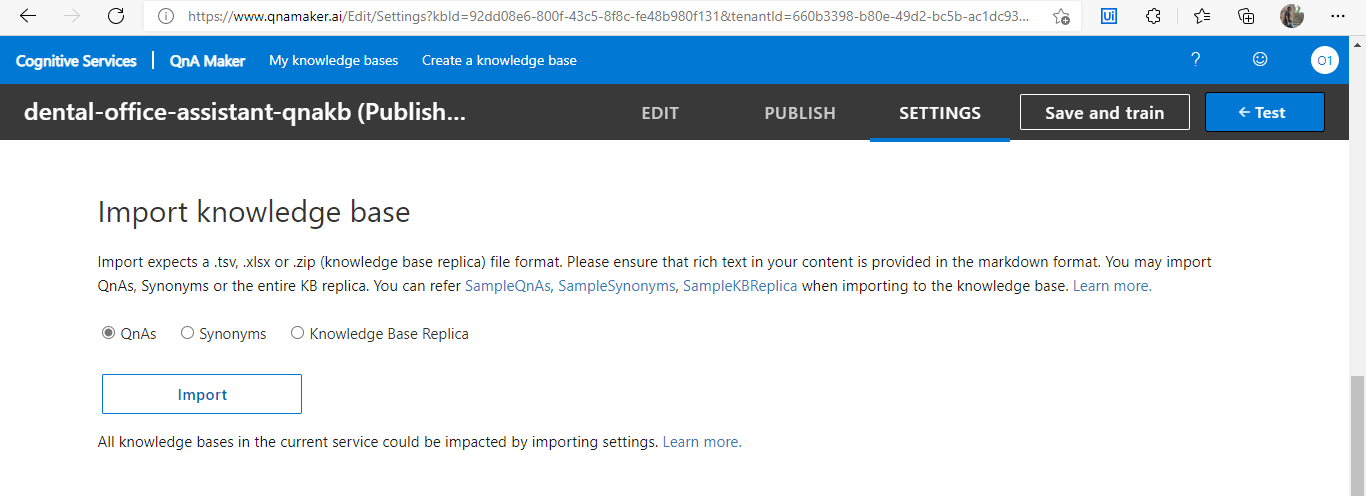 https://www.qnamaker.ai/Edit/Settings?kbId=92dd08e6-800f-43c5-8f8c-fe48b980f131&tenantId=660b3398-b80e-49d2-bc5b-ac1dc93...
Ui
Cognitive Services | QnA Maker My knowledge bases Create a knowledge base ? O1
dental-office-assistant-qnakb (Publish... EDIT PUBLISH SETTINGS Save and train ← Test
Import knowledge base
Import expects a .tsv, .xlsx or .zip (knowledge base replica) file format. Please ensure that rich text in your content is provided in the markdown format. You may import
QnAs, Synonyms or the entire KB replica. You can refer SampleQnAs, SampleSynonyms, SampleKBReplica when importing to the knowledge base. Learn more.
QnAs Synonyms Knowledge Base Replica
Import
All knowledge bases in the current service could be impacted by importing settings. Learn more.